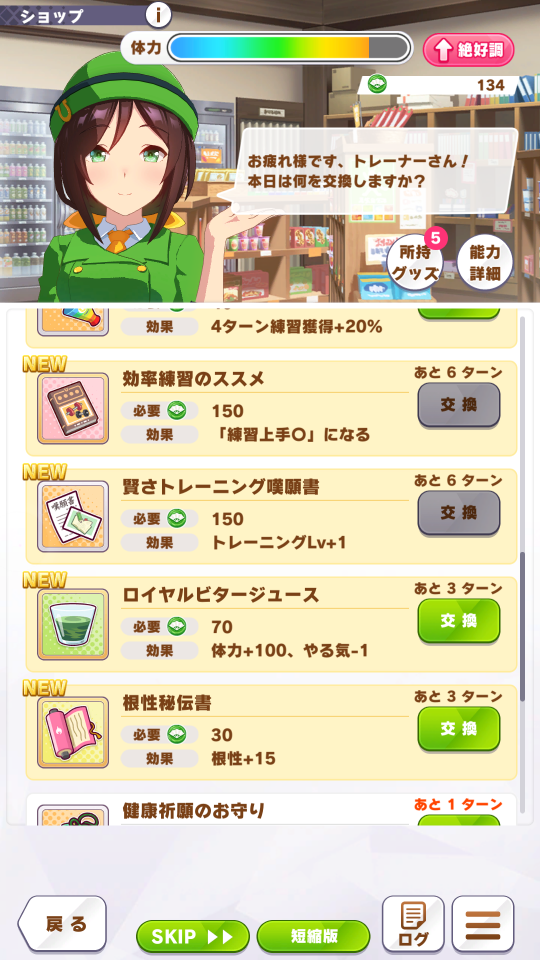 ショップ
i
体力
絶好調
134
お疲れ様です、トレーナーさん！
本日は何を交換しますか？
所持
グッズ
5
能力
詳細
効果 4ターン練習獲得+20%
NEW
効率練習のススメ
あと 6 ターン
必要 150
交換
効果 「練習上手〇」になる
NEW
賢さトレーニング嘆願書
あと 6 ターン
嘆願書
必要 150
交換
効果 トレーニングLv+1
NEW
ロイヤルビタージュース
あと 3 ターン
必要 70
交換
効果 体力+100、やる気-1
NEW
根性秘伝書
あと 3 ターン
必要 30
交換
効果 根性+15
健康祈願のお守り
あと 1 ターン
戻る
SKIP
短縮版
ログ